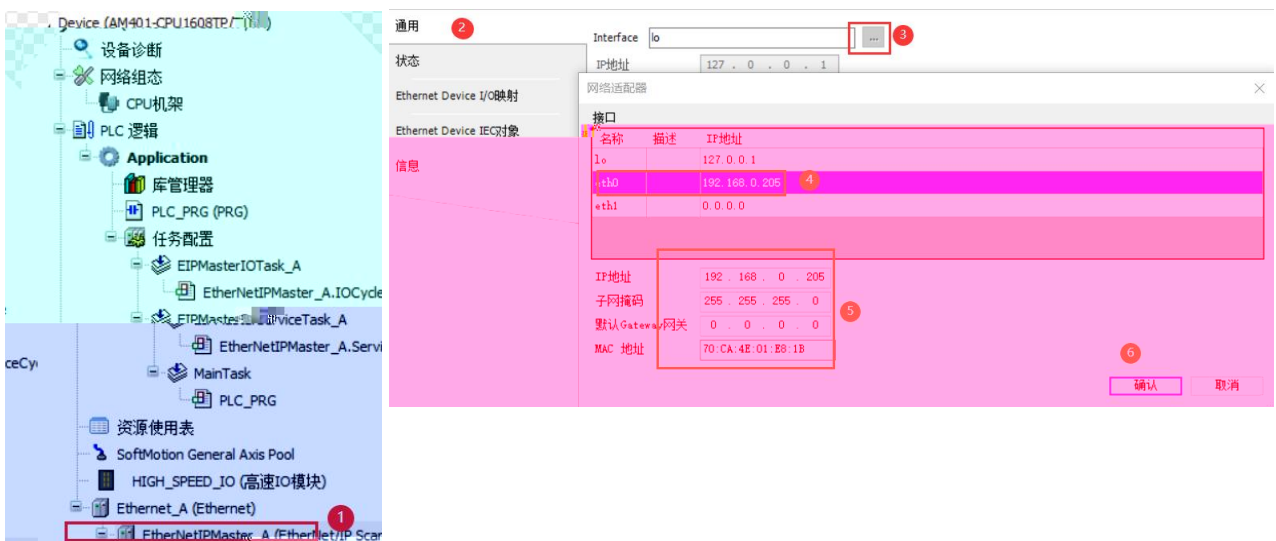 Device (AM401-CPU1608TP/
设备诊断
网络组态
CPU机架
PLC 逻辑
Application
库管理器
PLC_PRG (PRG)
任务配置
EIPMasterIOTask_A
EtherNetIPMaster_A.IOCycle
viceTask_A
EtherNetIPMaster_A.Servi
ceCy
MainTask
PLC_PRG
资源使用表
SoftMotion General Axis Pool
HIGH_SPEED_IO (高速IO模块)
Ethernet_A (Ethernet)
1
EtherNetIPMaster_A (EtherNet/IP Scan
通用
2
状态
Ethernet Device I/O映射
Ethernet Device IEC对象
信息
Interface lo ... 3
IP地址 127 . 0 . 0 . 1
网络适配器
接口
名称 描述 IP地址
lo 127.0.0.1
eth0 192.168.0.205 4
eth1 0.0.0.0
IP地址 192 . 168 . 0 . 205
子网掩码 255 . 255 . 255 . 0
5
默认Gateway网关 0 . 0 . 0 . 0
MAC 地址 70:CA:4E:01:E8:1B
6
确认 取消